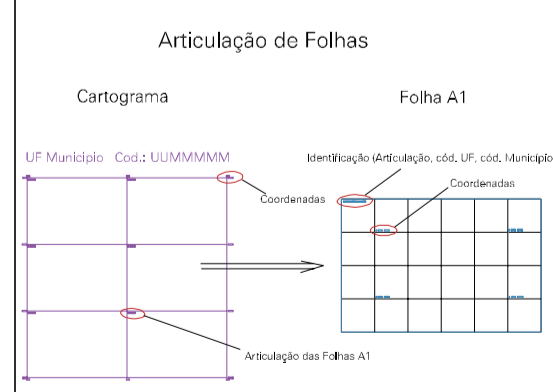 Articulação de Folhas
Cartograma
Folha A1
UF Municipio Cod.: UUMMMMM
Identificação (Articulação, cód. UF, cód. Município
Coordenadas
Coordenadas
Articulação das Folhas A1